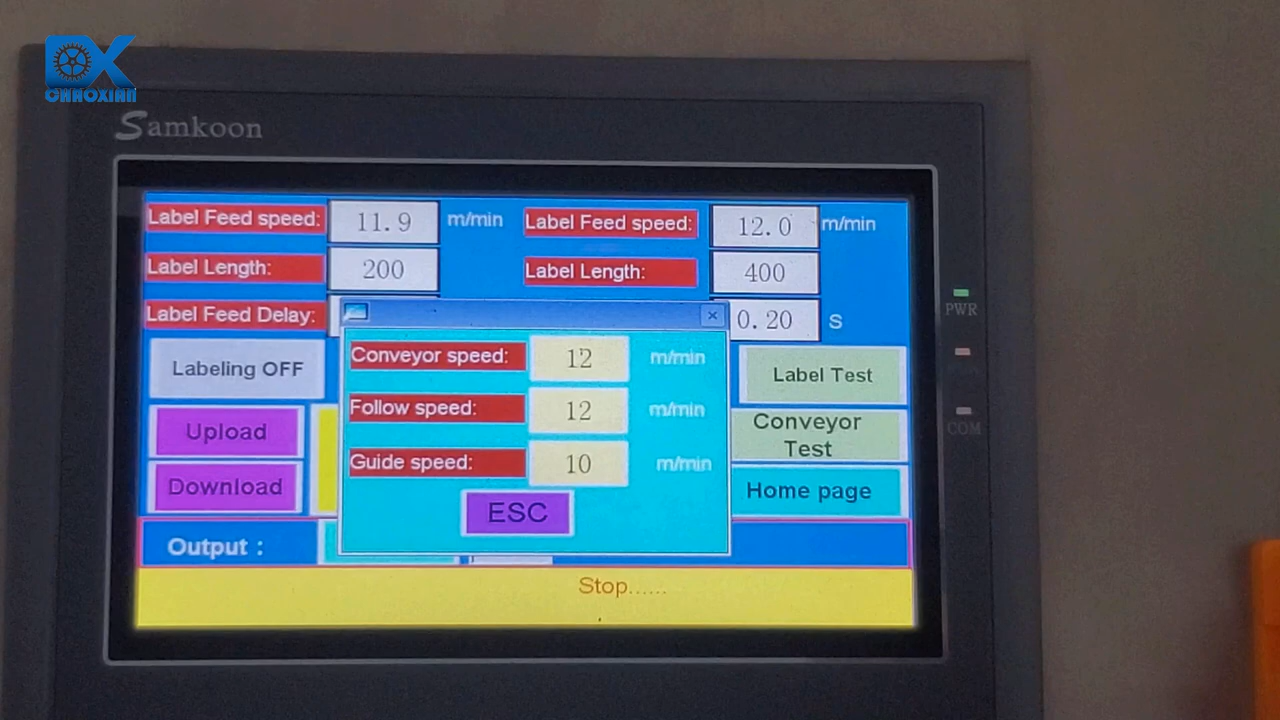 DX
CHAOXIAN
Samkoon
Label Feed speed: 11.9 m/min Label Feed speed: 12.0 m/min
Label Length: 200 Label Length: 400
Label Feed Delay: 0.20 S
Conveyor speed: 12 m/min
Follow speed: 12 m/min
Guide speed: 10 m/min
ESC
Labeling OFF
Upload
Download
Label Test
Conveyor
Test
Home page
Output :
Stop......
PWR
COM